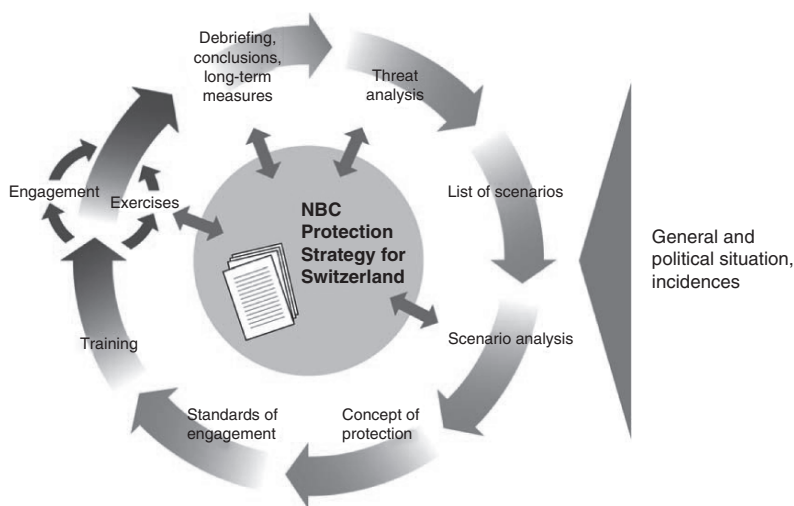 Debriefing,
conclusions,
long-term
measures
Threat
analysis
List of scenarios
Scenario analysis
Concept of
protection
Standards of
engagement
Training
Engagement
Exercises
NBC
Protection
Strategy for
Switzerland
General and
political situation,
incidences